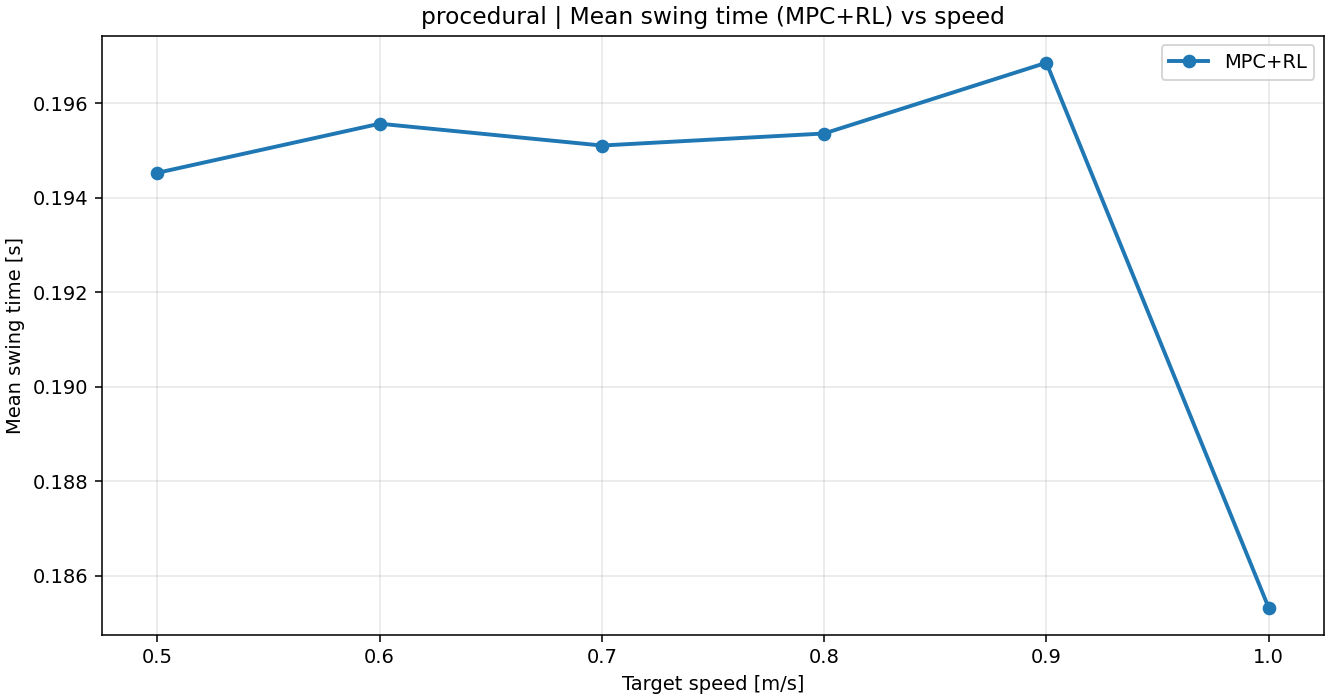 procedural | Mean swing time (MPC+RL) vs speed
MPC+RL
0.196
0.194
0.192
0.190
0.188
0.186
Mean swing time [s]
0.5 0.6 0.7 0.8 0.9 1.0
Target speed [m/s]